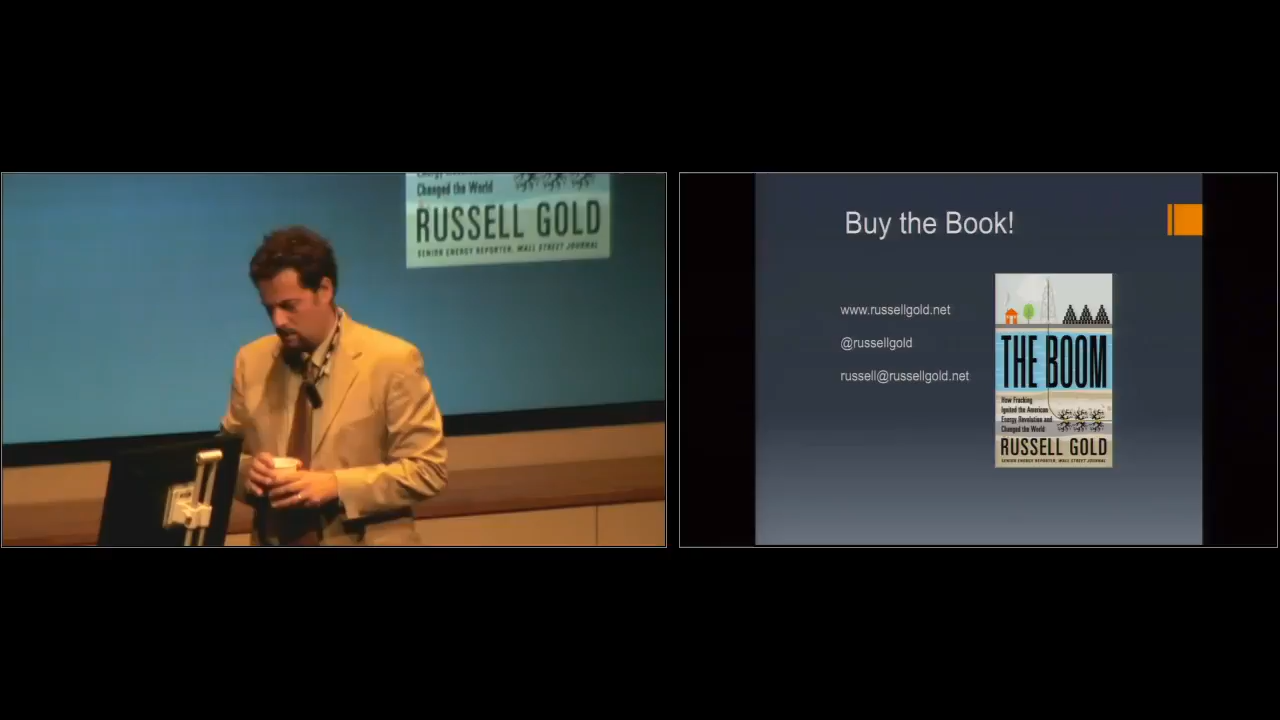 Changed the World
RUSSELL GOLD
SENIOR ENERGY REPORTER, WALL STREET JOURNAL
Buy the Book!
www.russellgold.net
@russellgold
russell@russellgold.net
THE BOOM
How Fracking
Ignited the American
Energy Revolution and
Changed the World
RUSSELL GOLD
SENIOR ENERGY REPORTER, WALL STREET JOURNAL